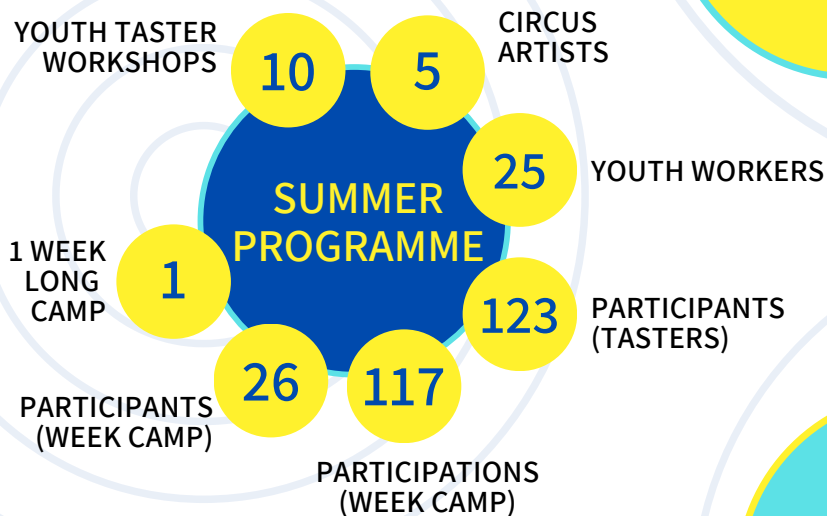 YOUTH TASTER
WORKSHOPS
10
5
CIRCUS
ARTISTS
25
YOUTH WORKERS
SUMMER
PROGRAMME
1 WEEK
LONG
CAMP
1
123
PARTICIPANTS
(TASTERS)
26
PARTICIPANTS
(WEEK CAMP)
117
PARTICIPATIONS
(WEEK CAMP)